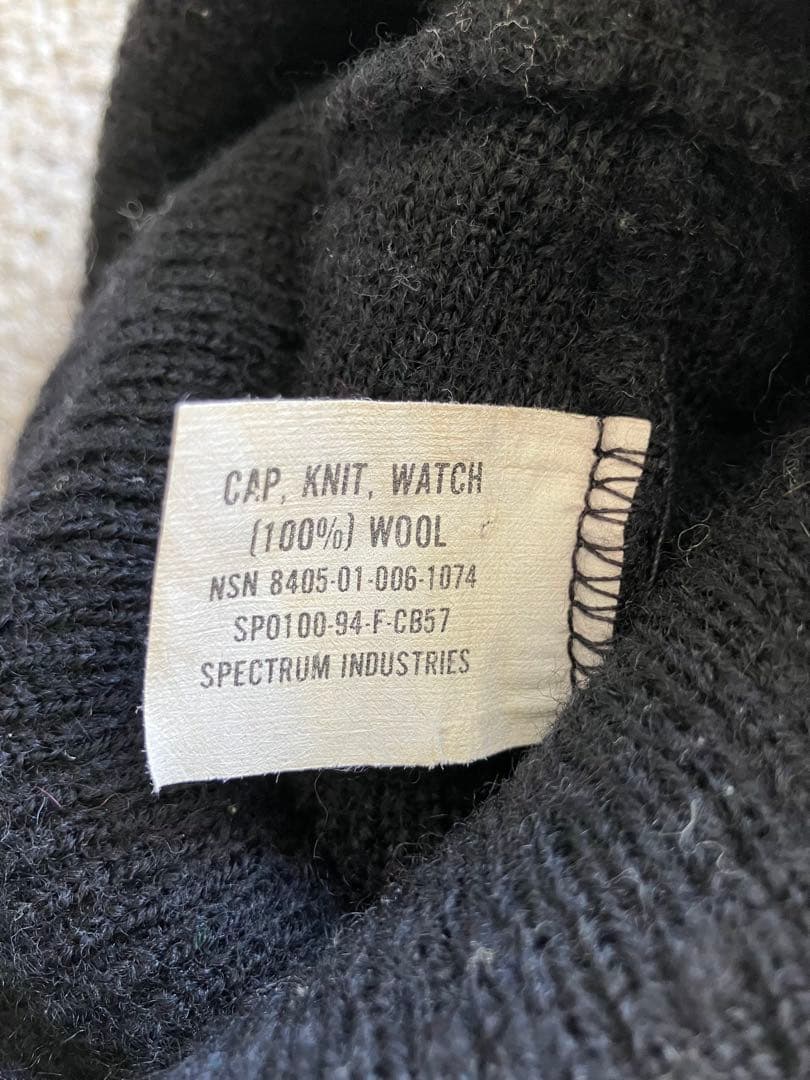 CAP, KNIT, WATCH
(100%) WOOL
NSN 8405-01-006-1074
SP0100-94-F-CB57
SPECTRUM INDUSTRIES